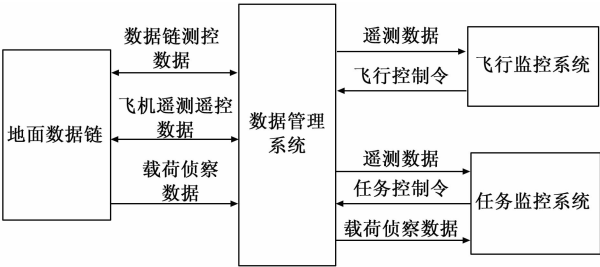 地面数据链
数据链测控
数据
飞机遥测遥控
数据
载荷侦察
数据
数据管理
系统
遥测数据
飞行控制令
遥测数据
任务控制令
载荷侦察数据
飞行监控系统
任务监控系统